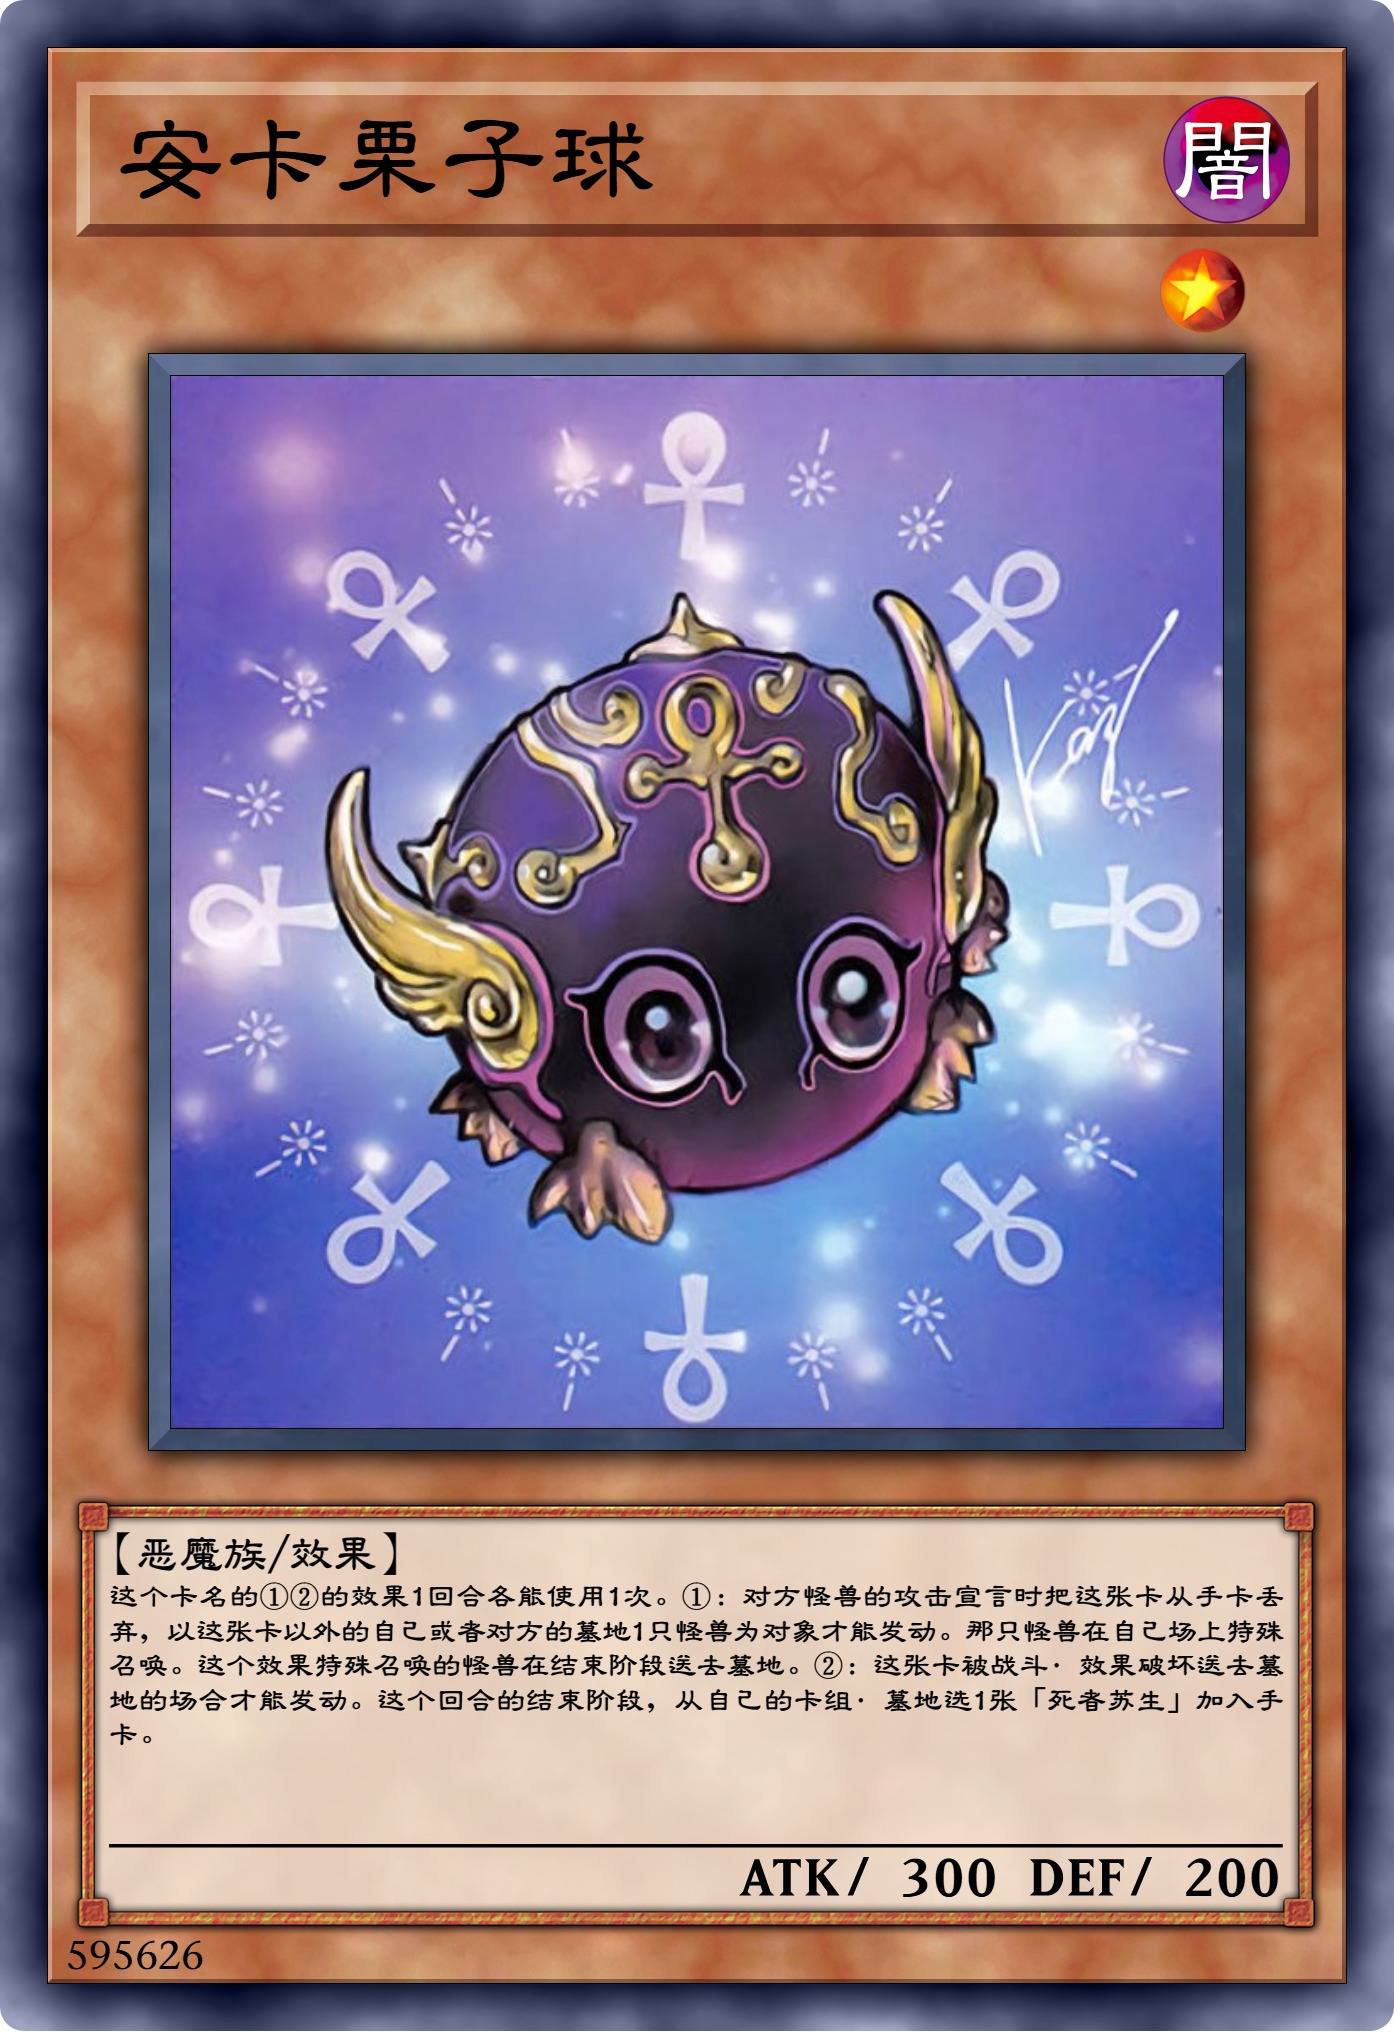 安卡栗子球
闇
Kazl
【恶魔族/效果】
这个卡名的①②的效果1回合各能使用1次。①：对方怪兽的攻击宣言时把这张卡从手卡丢
弃，以这张卡以外的自己或者对方的墓地1只怪兽为对象才能发动。那只怪兽在自己场上特殊
召唤。这个效果特殊召唤的怪兽在结束阶段送去墓地。②：这张卡被战斗·效果破坏送去墓
地的场合才能发动。这个回合的结束阶段，从自己的卡组·墓地选1张「死者苏生」加入手
卡。
ATK/ 300 DEF/ 200
595626